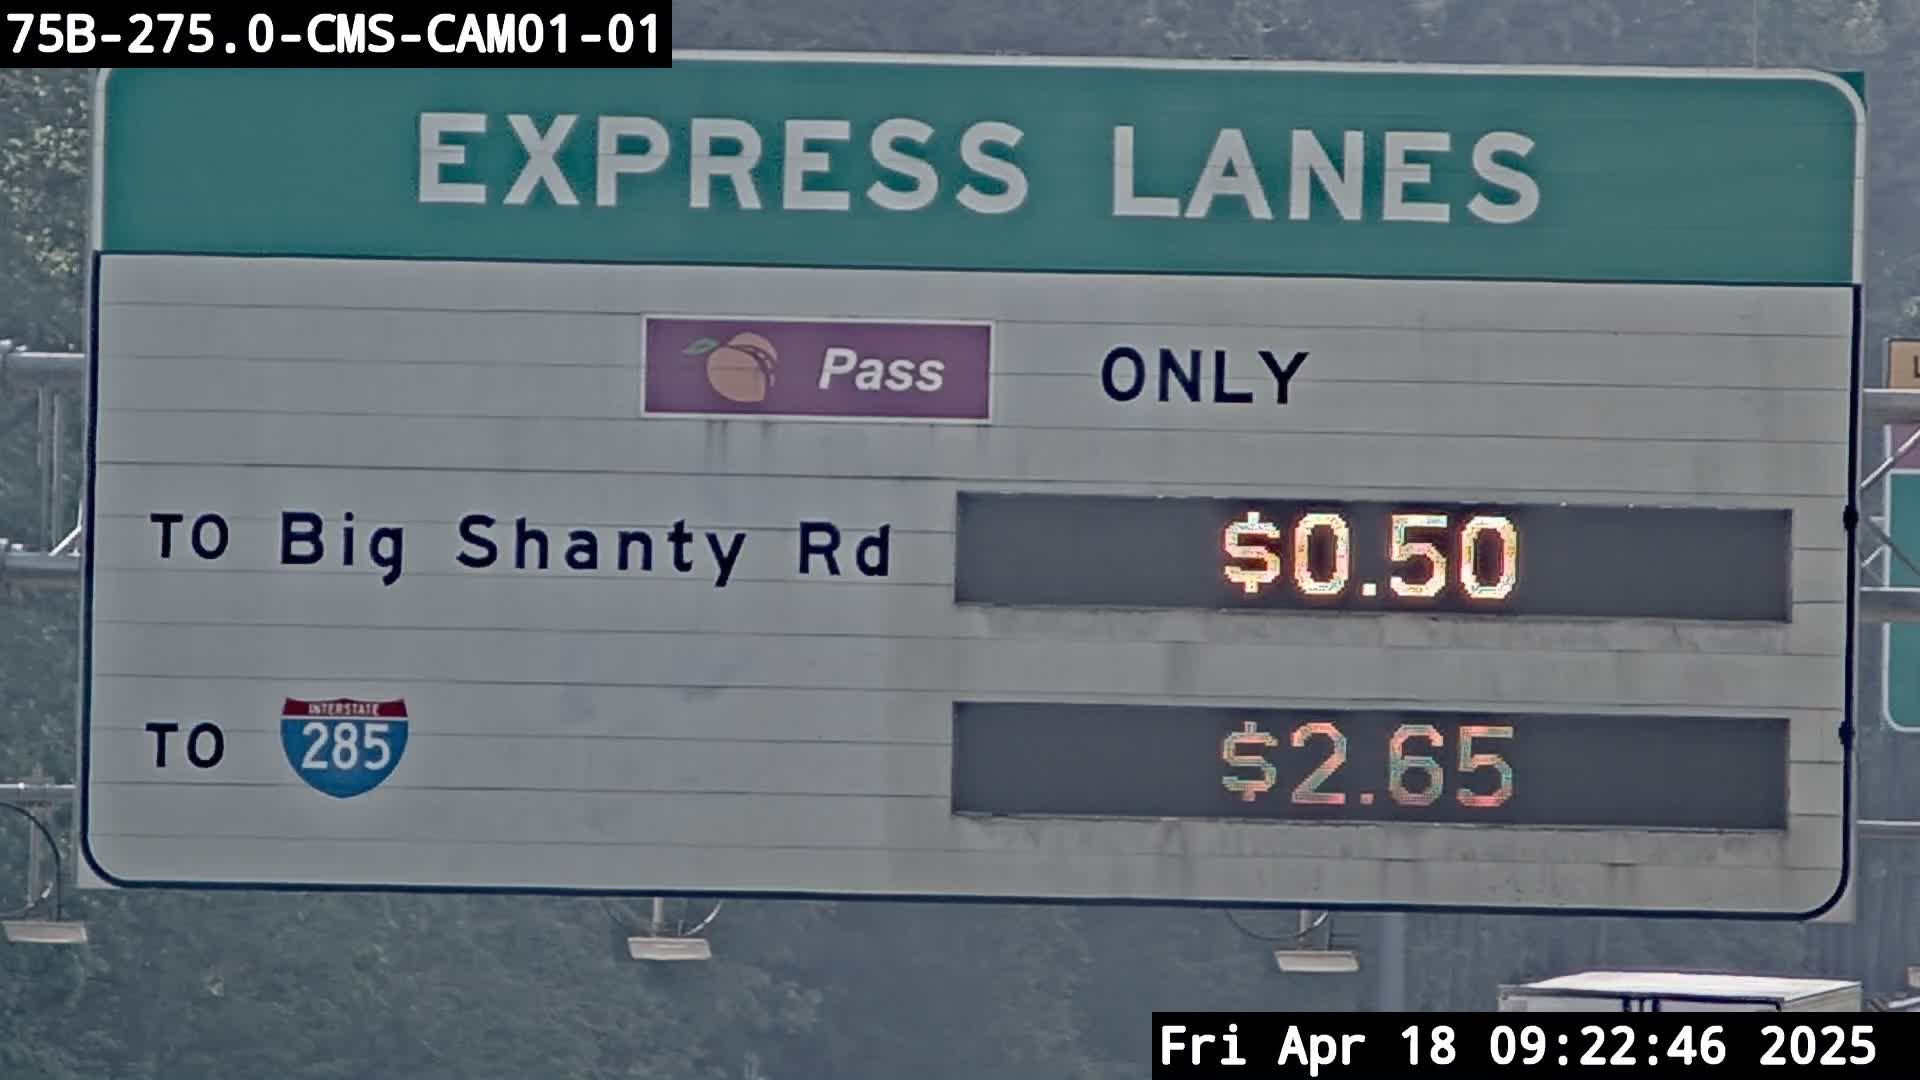 75B-275.0-CMS-CAM01-01
EXPRESS LANES
Pass ONLY
TO Big Shanty Rd $0.50
INTERSTATE
TO 285 $2.65
Fri Apr 18 09:22:46 2025